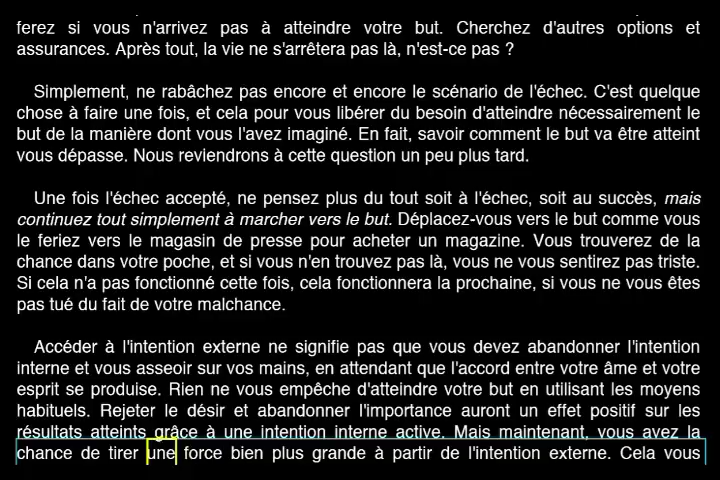 ferez si vous n'arrivez pas à atteindre votre but. Cherchez d'autres options et
assurances. Après tout, la vie ne s'arrêtera pas là, n'est-ce pas ?
Simplement, ne rabâchez pas encore et encore le scénario de l'échec. C'est quelque
chose à faire une fois, et cela pour vous libérer du besoin d'atteindre nécessairement le
but de la manière dont vous l'avez imaginé. En fait, savoir comment le but va être atteint
vous dépasse. Nous reviendrons à cette question un peu plus tard.
Une fois l'échec accepté, ne pensez plus du tout soit à l'échec, soit au succès, mais
continuez tout simplement à marcher vers le but. Déplacez-vous vers le but comme vous
le feriez vers le magasin de presse pour acheter un magazine. Vous trouverez de la
chance dans votre poche, et si vous n'en trouvez pas là, vous ne vous sentirez pas triste.
Si cela n'a pas fonctionné cette fois, cela fonctionnera la prochaine, si vous ne vous êtes
pas tué du fait de votre malchance.
Accéder à l'intention externe ne signifie pas que vous devez abandonner l'intention
interne et vous asseoir sur vos mains, en attendant que l'accord entre votre âme et votre
esprit se produise. Rien ne vous empêche d'atteindre votre but en utilisant les moyens
habituels. Rejeter le désir et abandonner l'importance auront un effet positif sur les
résultats atteints grâce à une intention interne active. Mais maintenant, vous avez la
chance de tirer une force bien plus grande à partir de l'intention externe. Cela vous